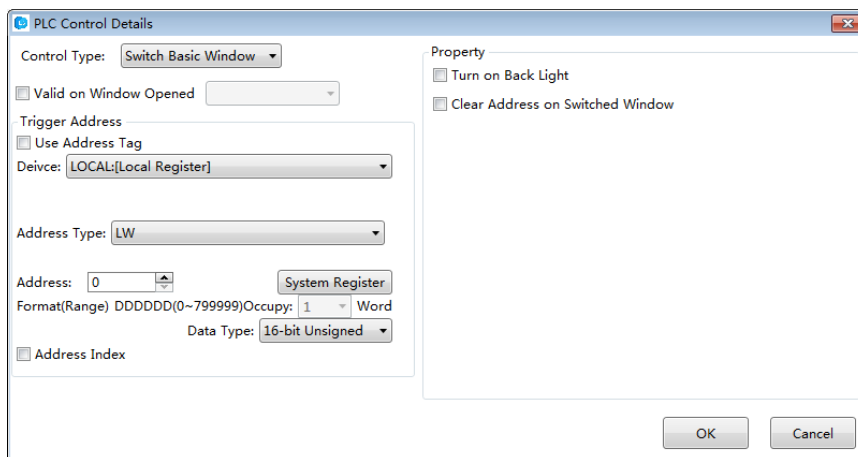 PLC Control Details
Control Type: Switch Basic Window
Valid on Window Opened
Trigger Address
Use Address Tag
Deivce: LOCAL:[Local Register]
Address Type: LW
Address: 0 System Register
Format(Range) DDDDDD(0~799999)Occupy: 1 Word
Data Type: 16-bit Unsigned
Address Index
Property
Turn on Back Light
Clear Address on Switched Window
OK Cancel